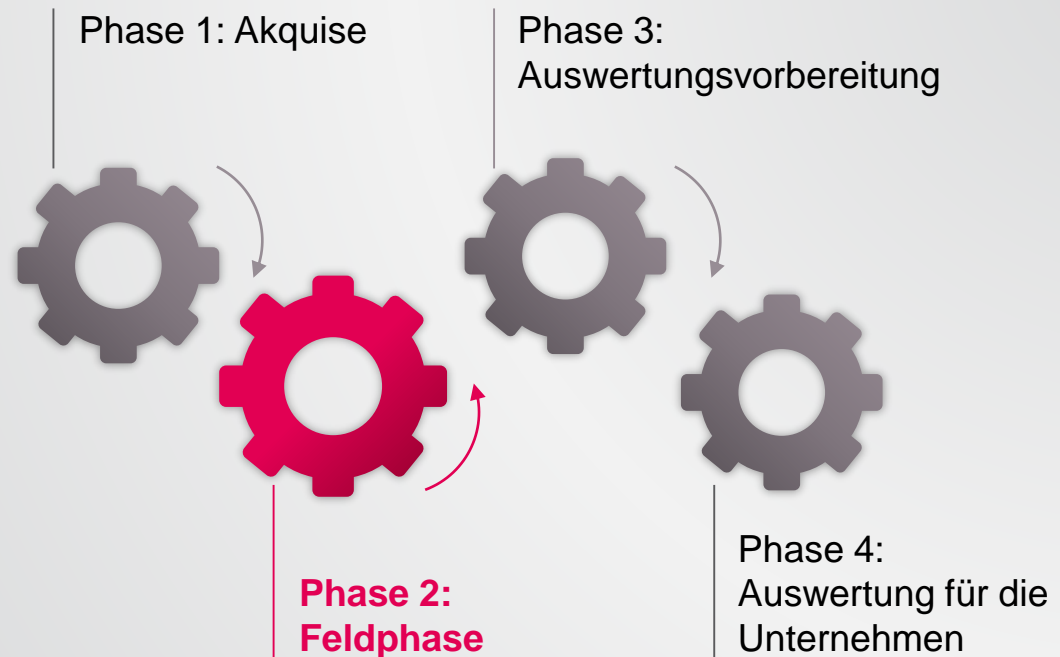 Phase 1: Akquise
Phase 2:
Feldphase
Phase 3:
Auswertungsvorbereitung
Phase 4:
Auswertung für die
Unternehmen